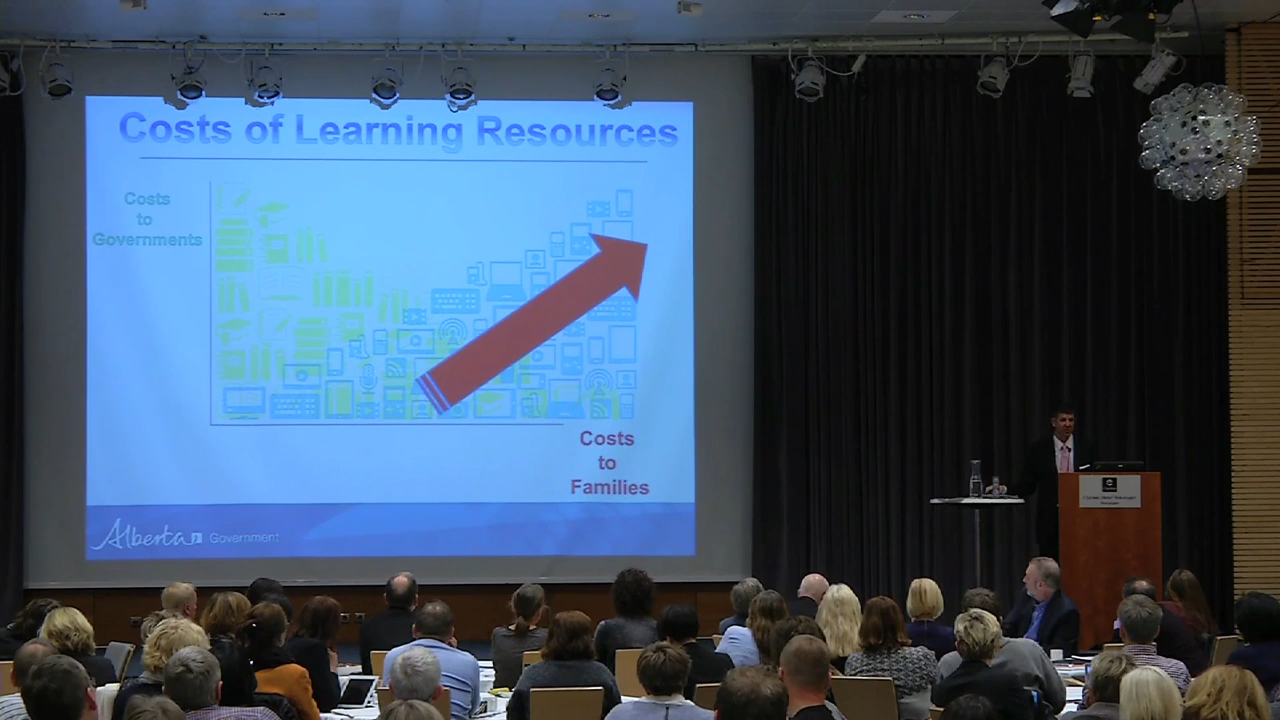 Costs of Learning Resources
Costs
to
Governments
Costs
to
Families
Alberta Government